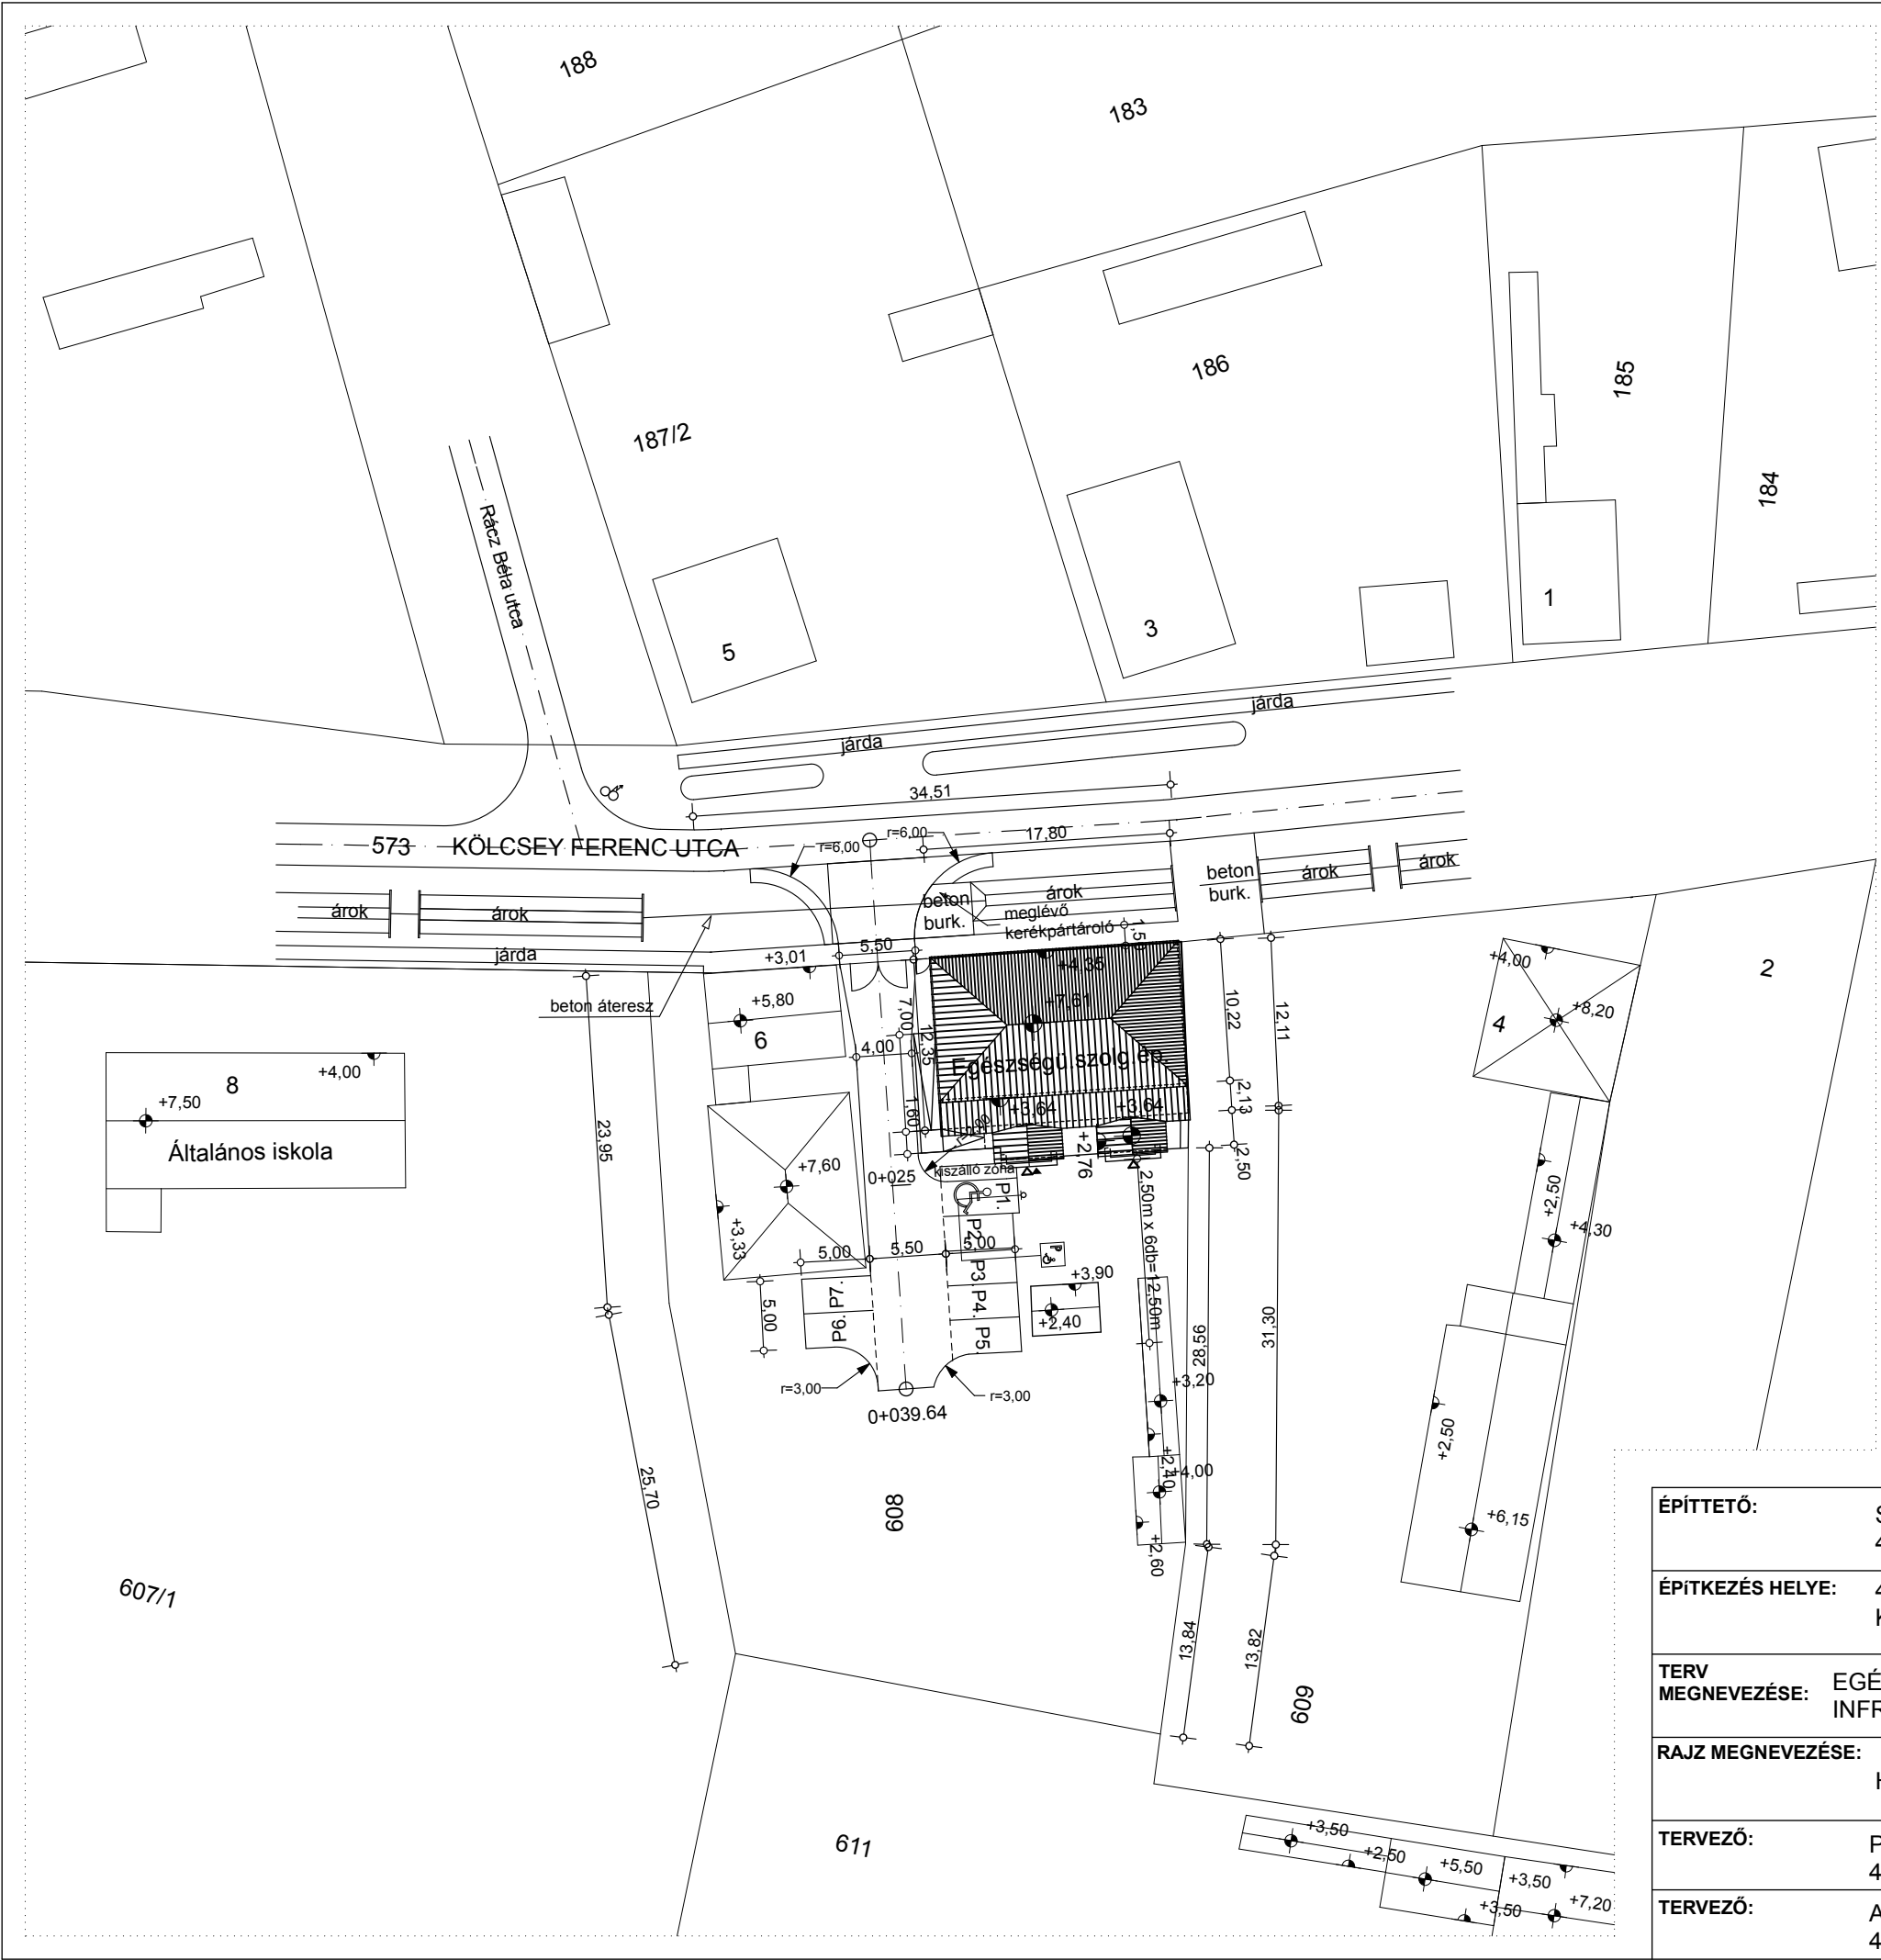 188
183
186
185
187/2
184
Rácz Béla utca
5
3
1
járda
járda
34,51
573
KÖLCSEY FERENC UTCA
r=6,00
r=6,00
17,80
beton
burk.
árok
árok
árok
árok
árok
beton
burk.
meglévő
kerékpártároló
járda
+3,01
5,50
+4,35
beton áteresz
+5,80
6
7,00
12,35
+7,61
4,00
Egészségü.szolg.ép.
10,22
12,11
+4,00
+8,20
4
2
8
+4,00
+7,50
Általános iskola
23,95
1,60
+3,64
+3,64
2,13
2,50
+2,76
+7,60
0+025
kiszálló zóna
P1.
P2.
+3,33
5,00
5,50
5,00
P3.
P4.
P5.
P7.
P6.
5,00
+3,90
+2,40
2,50m x 6db=12,50m
28,56
31,30
+2,50
+4,30
r=3,00
r=3,00
0+039.64
+3,20
+2,40
+4,00
+2,60
+2,50
+6,15
25,70
608
607/1
13,84
13,82
609
611
+3,50
+2,50
+5,50
+3,50
+3,50
+7,20
ÉPÍTTETŐ:
ÉPíTKEZÉS HELYE:
TERV
MEGNEVEZÉSE: EGÉ
INFR
RAJZ MEGNEVEZÉSE:
TERVEZŐ: P
4
TERVEZŐ: A
4